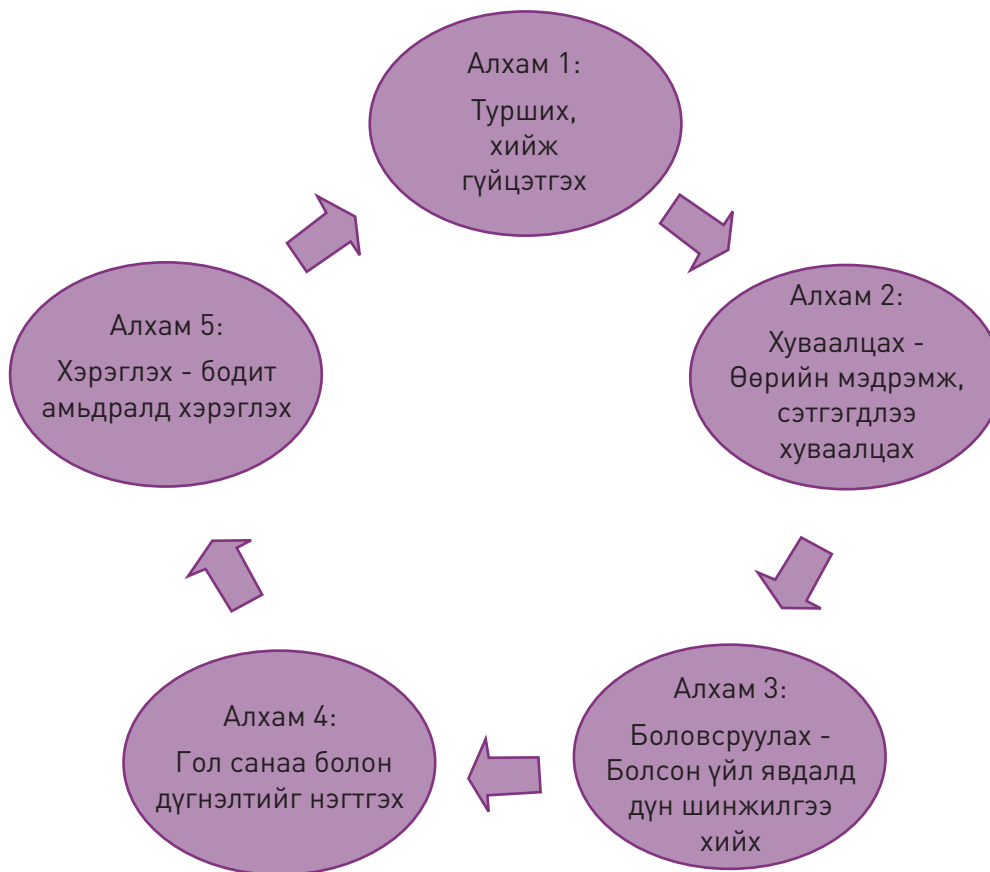 Алхам 1:
Турших,
хийж
гүйцэтгэх
Алхам 2:
Хуваалцах -
Өөрийн мэдрэмж,
сэтгэгдлээ
хуваалцах
Алхам 3:
Боловсруулах -
Болсон үйл явдалд
дүн шинжилгээ
хийх
Алхам 4:
Гол санаа болон
дүгнэлтийг нэгтгэх
Алхам 5:
Хэрэглэх - бодит
амьдралд хэрэглэх